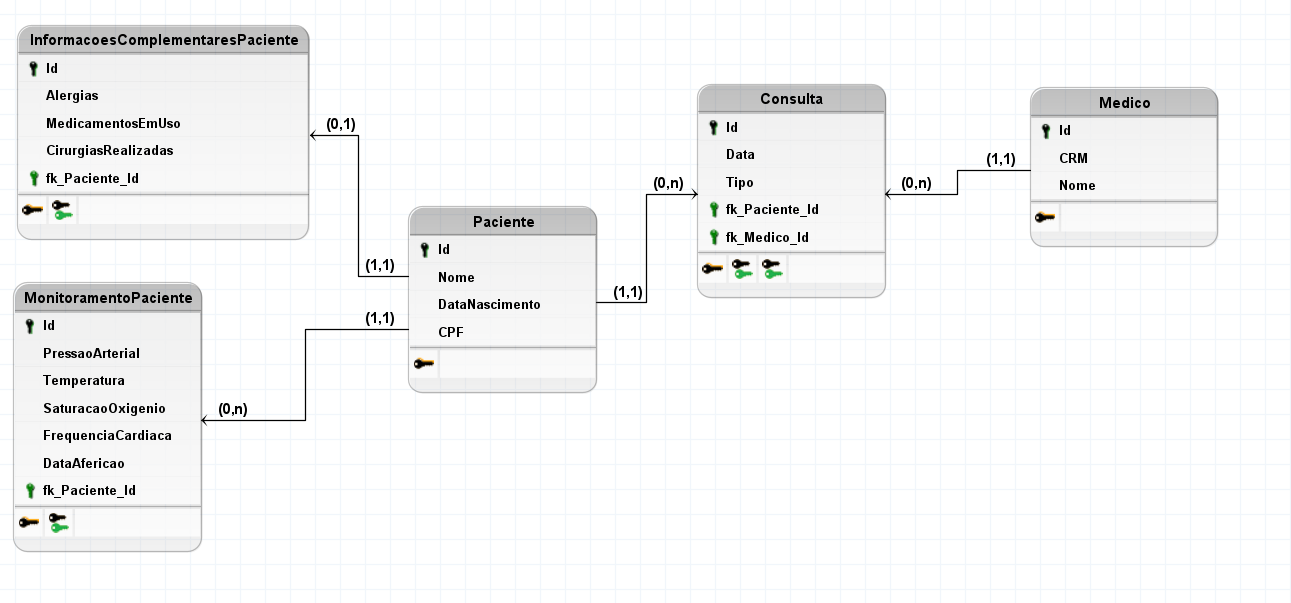 InformacoesComplementaresPaciente
Id
Alergias
MedicamentosEmUso
CirurgiasRealizadas
fk_Paciente_Id
(0,1)
(1,1)
MonitoramentoPaciente
Id
PressaoArterial
Temperatura
SaturacaoOxigenio
FrequenciaCardiaca
DataAfericao
fk_Paciente_Id
(0,n)
(1,1)
Paciente
Id
Nome
DataNascimento
CPF
(1,1)
(0,n)
Consulta
Id
Data
Tipo
fk_Paciente_Id
fk_Medico_Id
(0,n)
(1,1)
Medico
Id
CRM
Nome